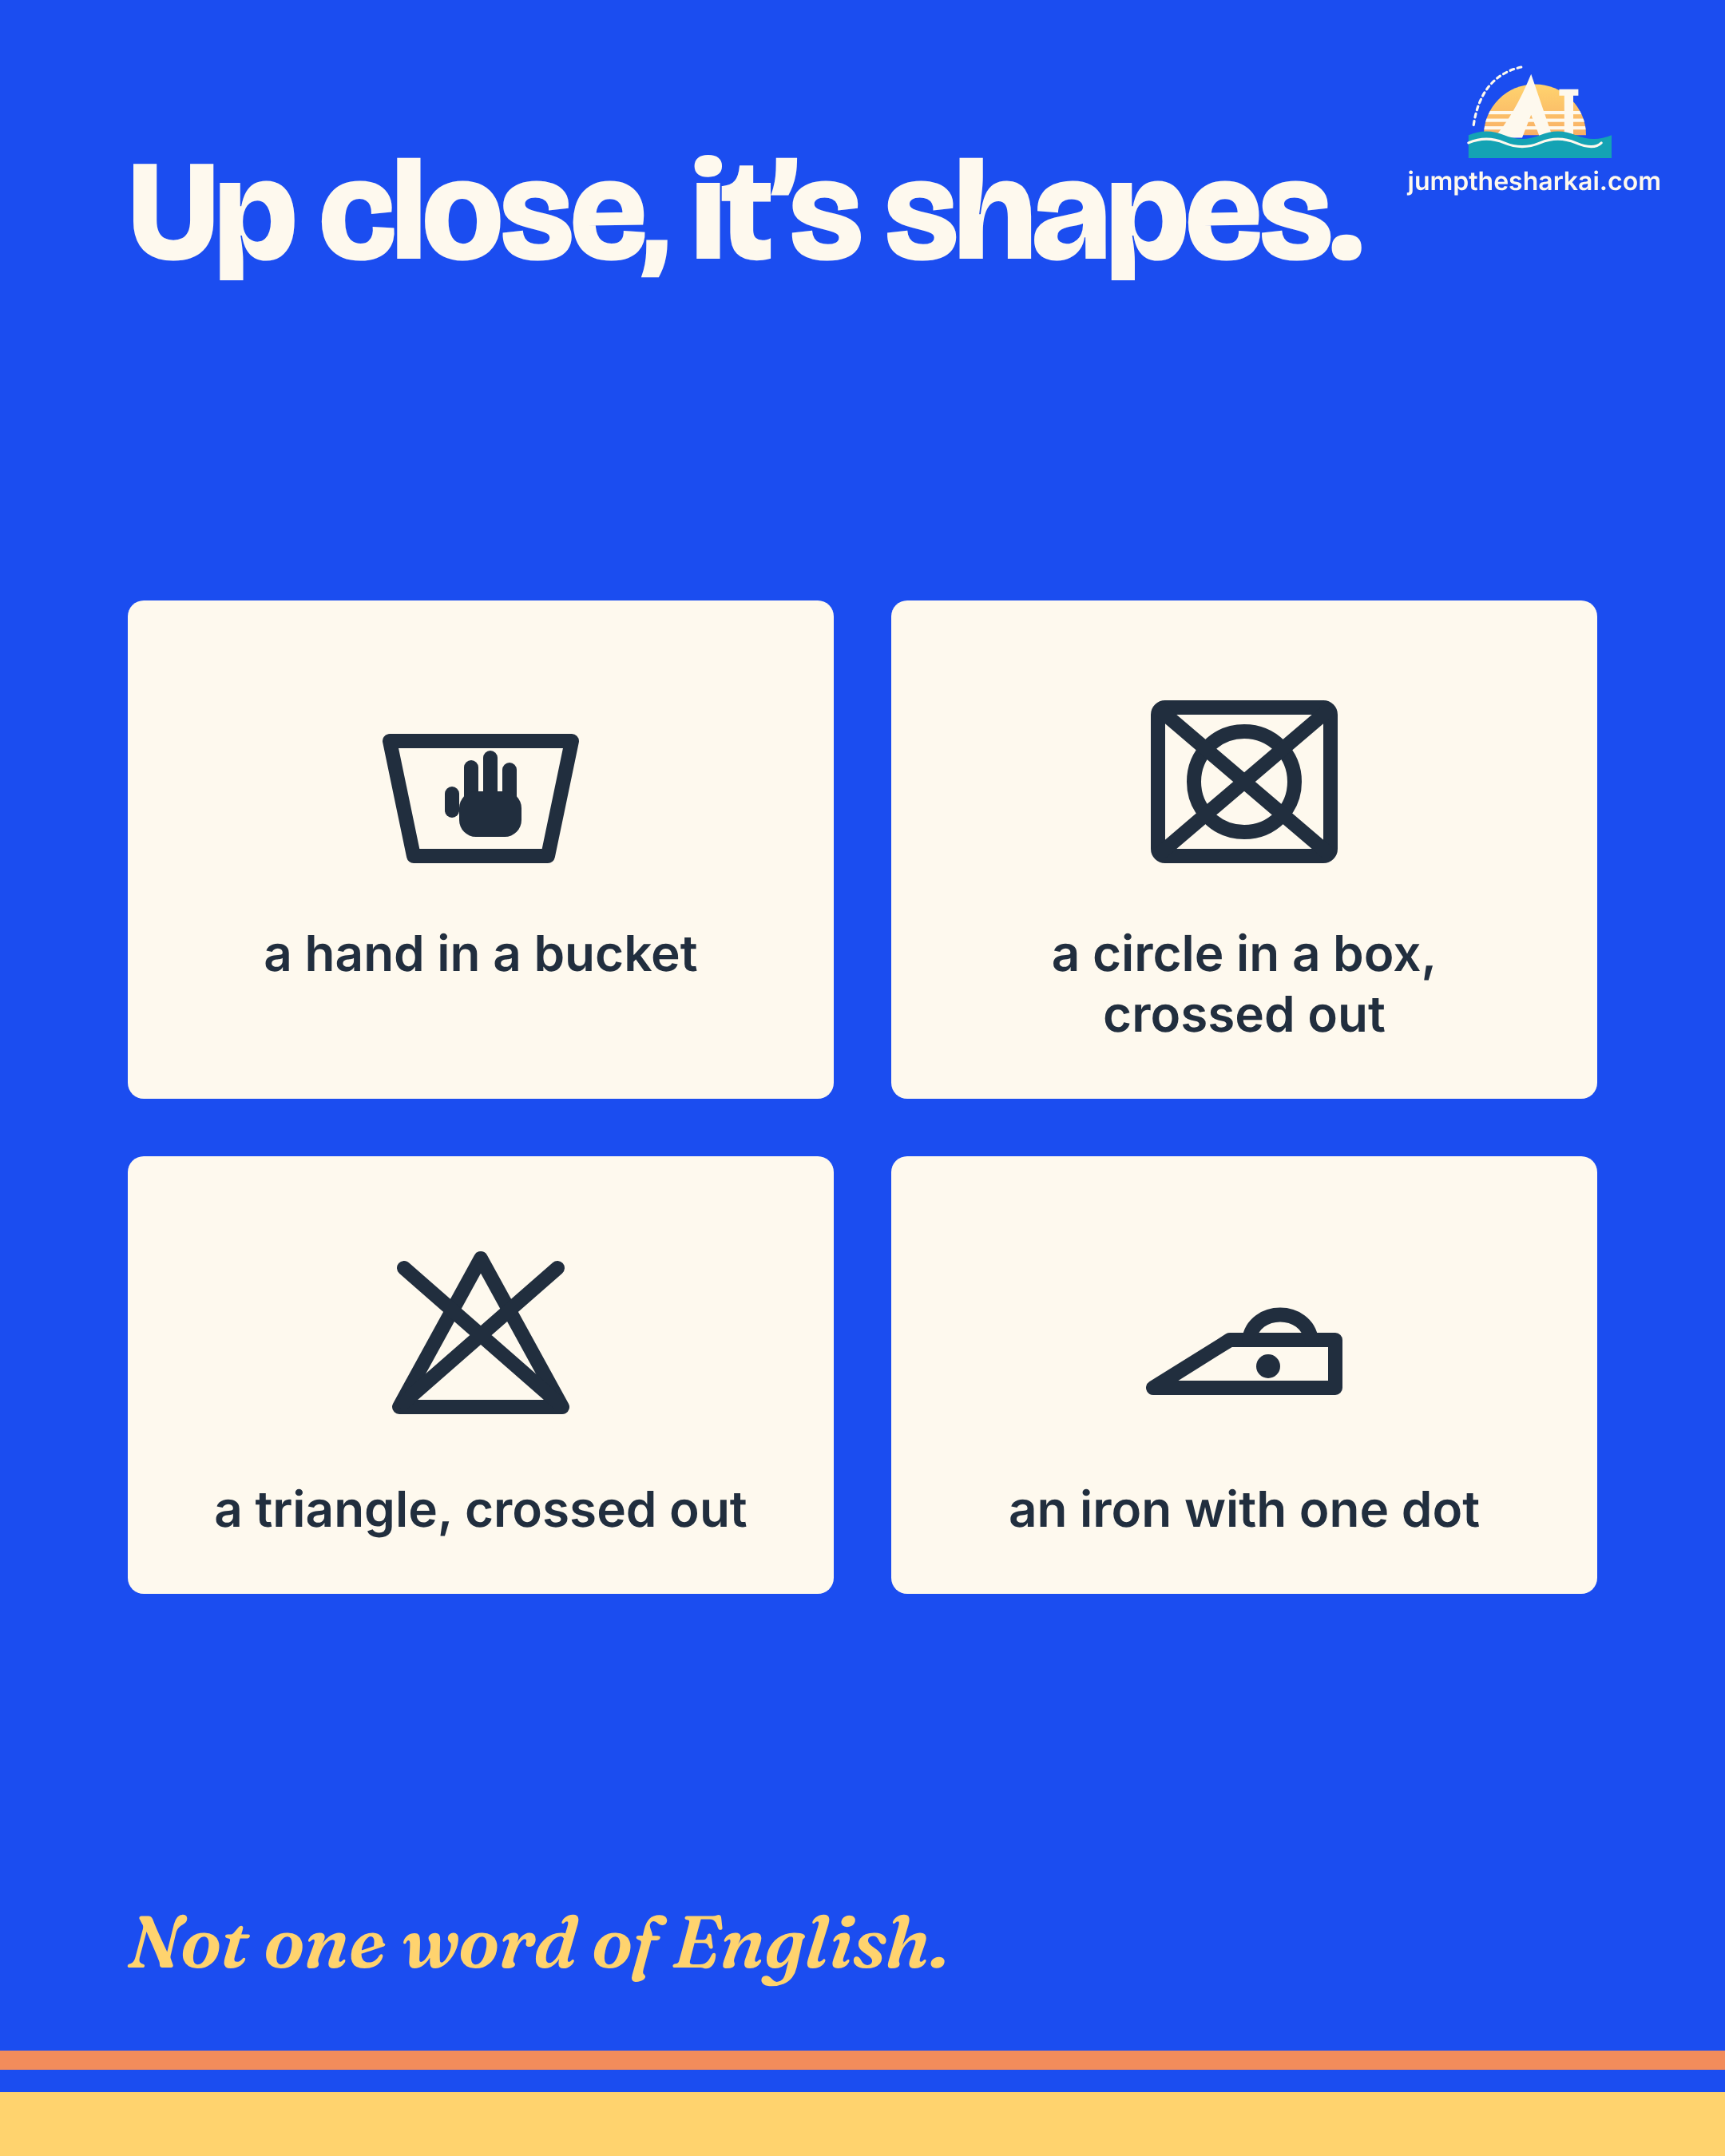 AI
jumpthesharkai.com
Up close, it’s shapes.
a hand in a bucket
a circle in a box,
crossed out
a triangle, crossed out
an iron with one dot
Not one word of English.